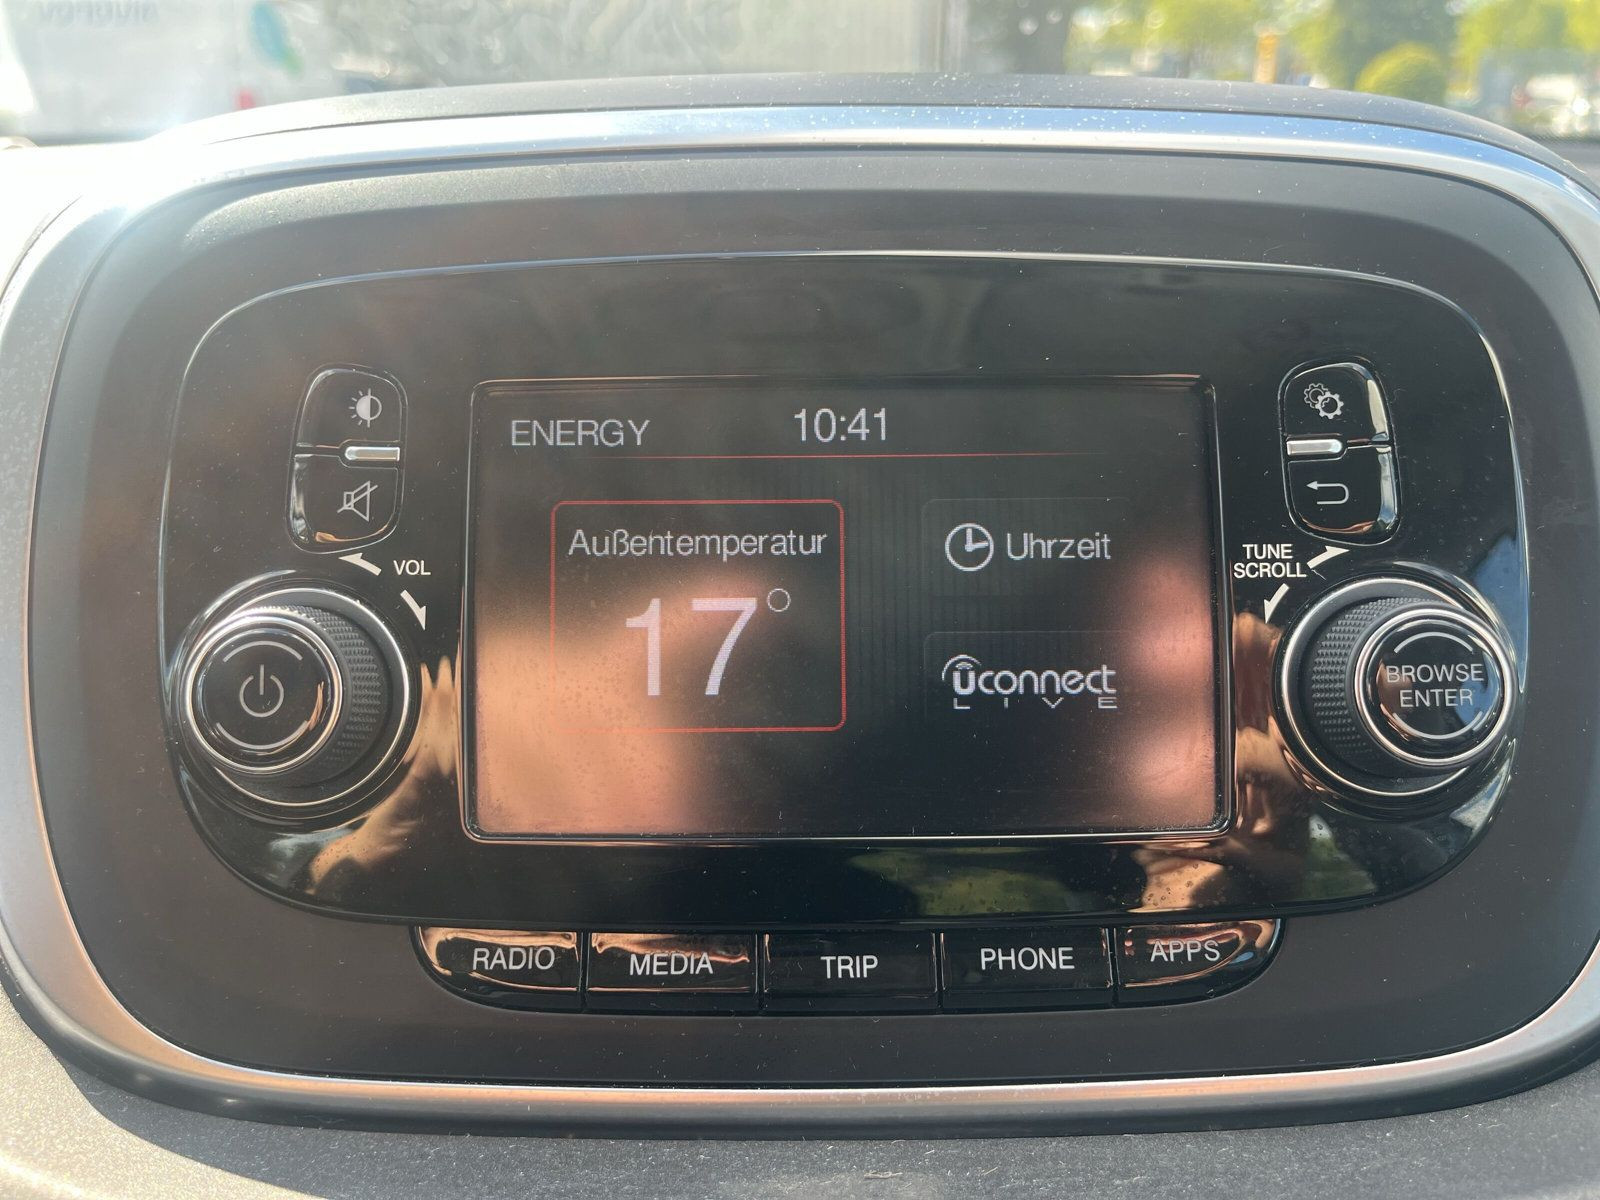 ENERGY 10:41
Außentemperatur
17°
Uhrzeit
uconnect
LIVE
VOL
TUNE
SCROLL
BROWSE
ENTER
RADIO MEDIA TRIP PHONE APPS